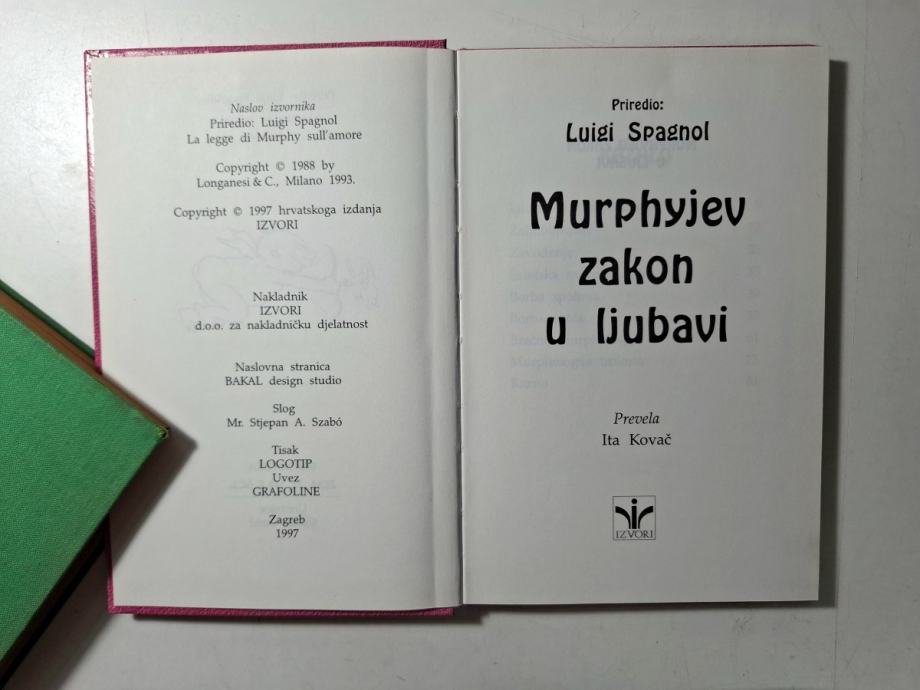 Naslov izvornika
Priredio: Luigi Spagnol
La legge di Murphy sull'amore
Copyright © 1988 by
Longanesi & C., Milano 1993.
Copyright © 1997 hrvatskoga izdanja
IZVORI
Nakladnik
IZVORI
d.o.o. za nakladničku djelatnost
Naslovna stranica
BAKAL design studio
Slog
Mr. Stjepan A. Szabó
Tisak
LOGOTIP
Uvez
GRAFOLINE
Zagreb
1997
Priredio:
Luigi Spagnol
Murphyjev
zakon
u ljubavi
Prevela
Ita Kovač
IZVORI